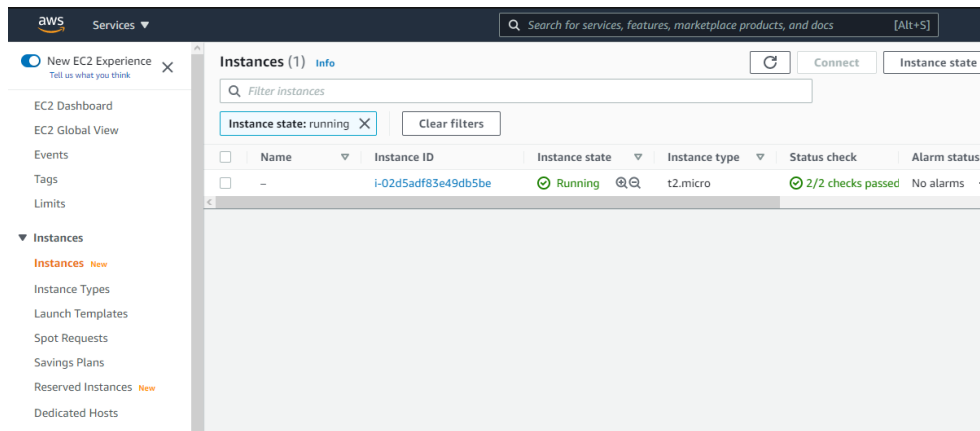 aws Services ▼ Search for services, features, marketplace products, and docs [Alt+S]
New EC2 Experience
Tell us what you think
EC2 Dashboard
EC2 Global View
Events
Tags
Limits
Instances
Instances New
Instance Types
Launch Templates
Spot Requests
Savings Plans
Reserved Instances New
Dedicated Hosts
Instances (1) Info Connect Instance state
Filter instances
Instance state: running Clear filters
Name Instance ID Instance state Instance type Status check Alarm status
– i-02d5adf83e49db5be Running t2.micro 2/2 checks passed No alarms